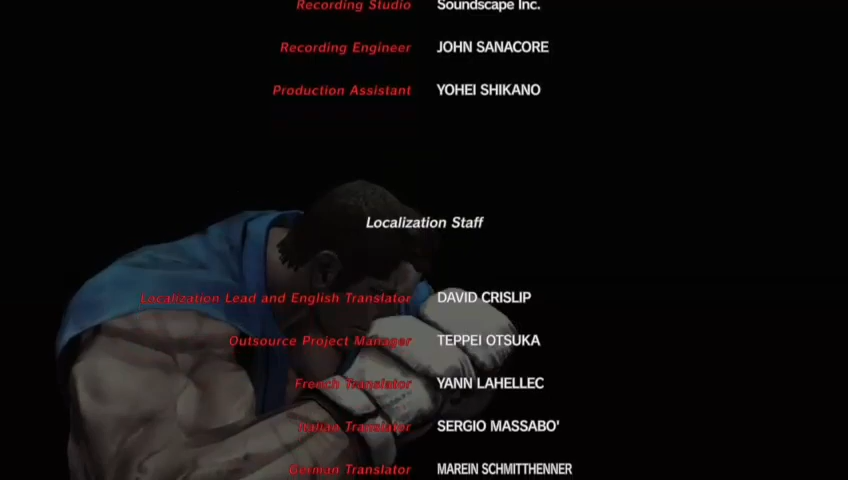 Recording Studio Soundscape Inc.
Recording Engineer JOHN SANACORE
Production Assistant YOHEI SHIKANO
Localization Staff
Localization Lead and English Translator DAVID CRISLIP
Outsource Project Manager TEPPEI OTSUKA
French Translator YANN LAHELLEC
Italian Translator SERGIO MASSABO'
German Translator MAREIN SCHMITTHENNER